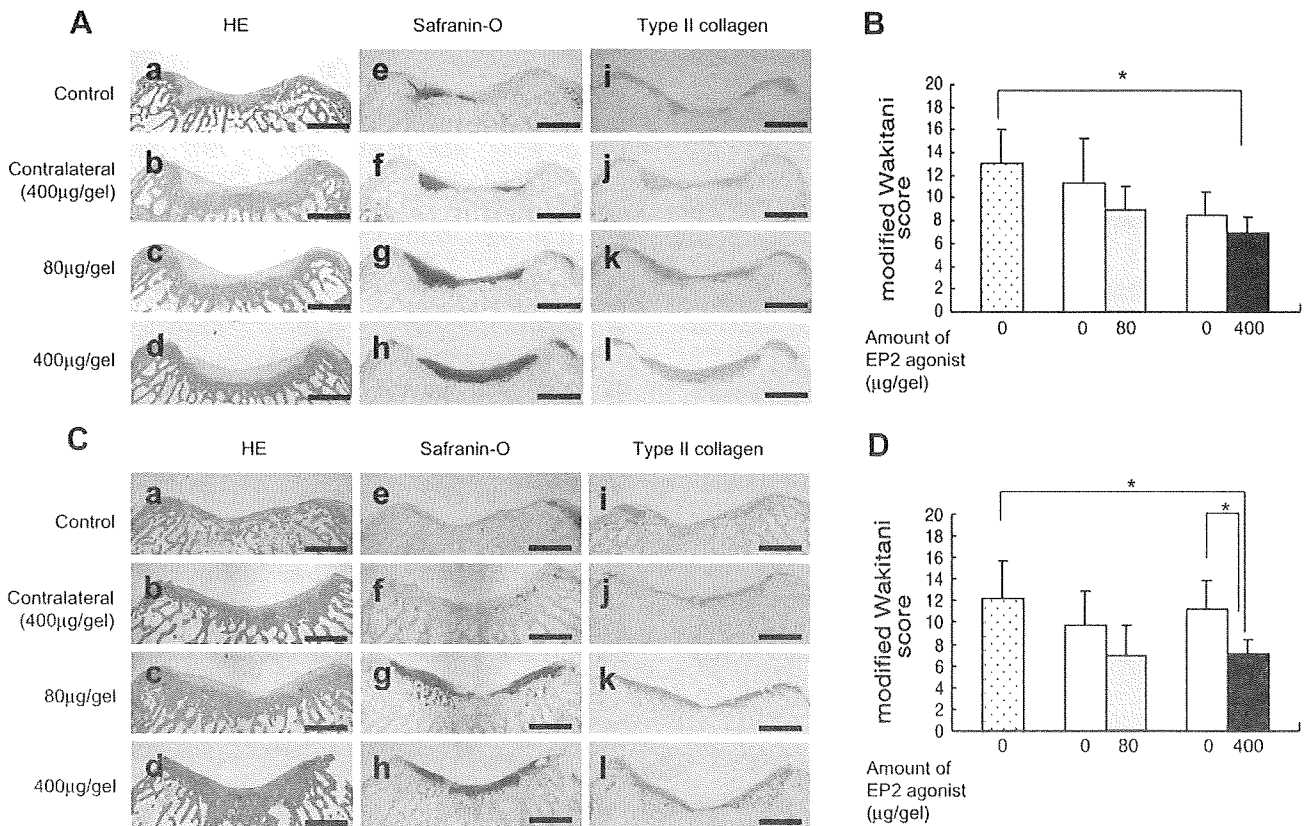 A
HE Safranin-O Type II collagen
Control a e i
Contralateral (400μg/gel) b f j
80μg/gel c g k
400μg/gel d h l
B
*
modified Wakitani score
20
18
16
14
12
10
8
6
4
2
0
0 0 80 0 400
Amount of
EP2 agonist
(μg/gel)
C
HE Safranin-O Type II collagen
Control a e i
Contralateral (400μg/gel) b f j
80μg/gel c g k
400μg/gel d h l
D
*
*
modified Wakitani score
20
18
16
14
12
10
8
6
4
2
0
0 0 80 0 400
Amount of
EP2 agonist
(μg/gel)